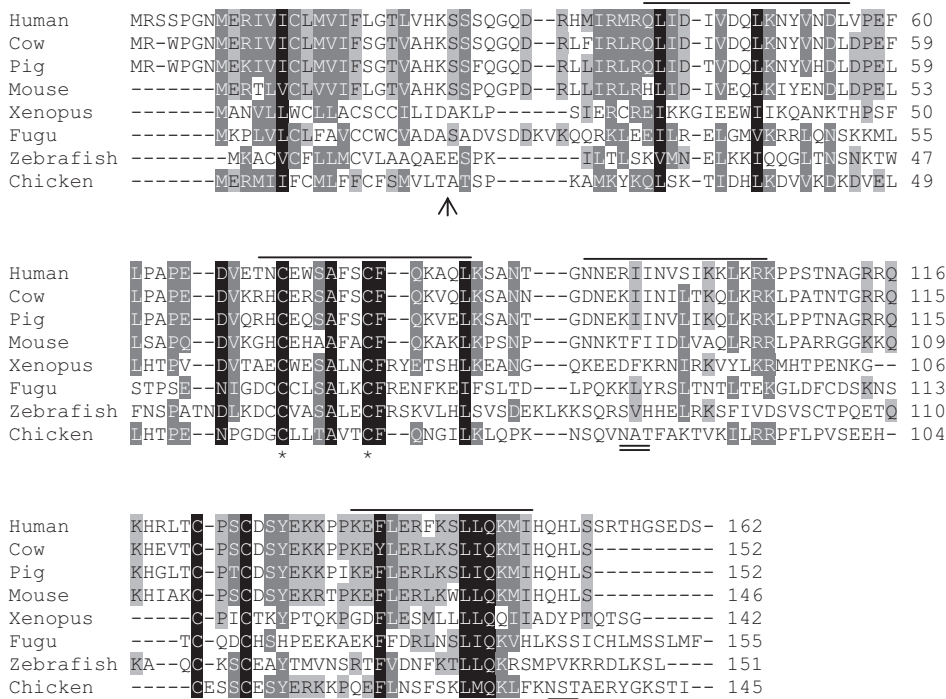 Human MRSSPGNMERIVICLMVIFLGTLVHKSSSQGQD--RHMIRMRQLID-IVDQLKNYVNDLVPEF 60
Cow MR-WPGNMERIVICLMVIFSGTVAHKSSSQGQD--RLFIRLRQLID-IVDQLKNYVNDLDPEF 59
Pig MR-WPGNMEKIVICLMVIFSGTVAHKSSSFQGQD--RLLIRLRQLID-TVDQLKNYVHDLDPEL 59
Mouse -------MERTLVCLVVIFLGTVAHKSSPQGPD--RLLIRLRHLID-IVEQLKIYENDLDPEL 53
Xenopus -------MANVLLWCLLACSCCILIDAKLP-----SIERCREIKKGIEEWIIKQANKTHPSF 50
Fugu -------MKPLVLCLFAVCCWCVADASADVSDDKVKQQRKLEEILR-ELGMVKRRLQNSKKML 55
Zebrafish --------MKACVCFLLMCVLAAQAEESPK-----ILTLSKVMN-ELKKIQQGLTNSNKTW 47
Chicken -------MERMIIFCMLFFCFSMVLTATSP-------KAMKYKQLSK-TIDHLKDVVKDKDVEL 49
↑
Human LPAPE--DVETNCEWSAFSCF--QKAQLKSANT---GNNERIINVSIKKLKRKPPSTNAGRRQ 116
Cow LPAPE--DVKRHCERSAFSCF--QKVQLKSANN---GDNEKIINILTKQLKRKLPATNTGRRQ 115
Pig LPAPE--DVQRHCEQSAFSCF--QKVELKSANT---GDNEKIINVLIKQLKRKLPPTNAGRRQ 115
Mouse LSAPQ--DVKGHCEHAAFACF--QKAKLKPSNP---GNNKTFIIDLVAQLRRRLPARRGGKKQ 109
Xenopus LHTPV--DVTAECWESALNCFRYETSHLKEANG---QKEEDFKRNIRKVYLKRMHTPENKG-- 106
Fugu STPSE--NIGDCCCLSALKCFRENFKEIFSLTD---LPQKKLYRSLTNTLTEKGLDFCDSKNS 113
Zebrafish FNSPATNDLKDCCVASALECFRSKVLHLSVSDEKLKKSQRSVHHELRKSFIVDSVSCTPQETQ 110
Chicken LHTPE--NPGDGCLLTAVTCF--QNGILKLQPK---NSQVNATFAKTVKILRRPFLPVSEEH- 104
* *
Human KHRLTC-PSCDSYEKKPPKEFLERFKSLLQKMIHQHLSSRTHGSEDS- 162
Cow KHEVTC-PSCDSYEKKPPKEYLERLKSLIQKMIHQHLS---------- 152
Pig KHGLTC-PTCDSYEKKPIKEFLERLKSLIQKMIHQHLS---------- 152
Mouse KHIAKC-PSCDSYEKRTPKEFLERLKWLLQKMIHQHLS---------- 146
Xenopus ----TC-PICTKYPTQKPGDFLESMLLLLQQIIADYPTQTSG------ 142
Fugu ----TC-QDCHSHPEEKAEKFFDRLNSLIQKVHLKSSICHLMSSLMF- 155
Zebrafish KA--QC-KSCEAYTMVNSRTFVDNFKTLLQKRSMPVKRRDLKSL---- 151
Chicken -----CESSCESYERKKPQEFLNSFSKLMQKLFKNSTAERYGKSTI-- 145